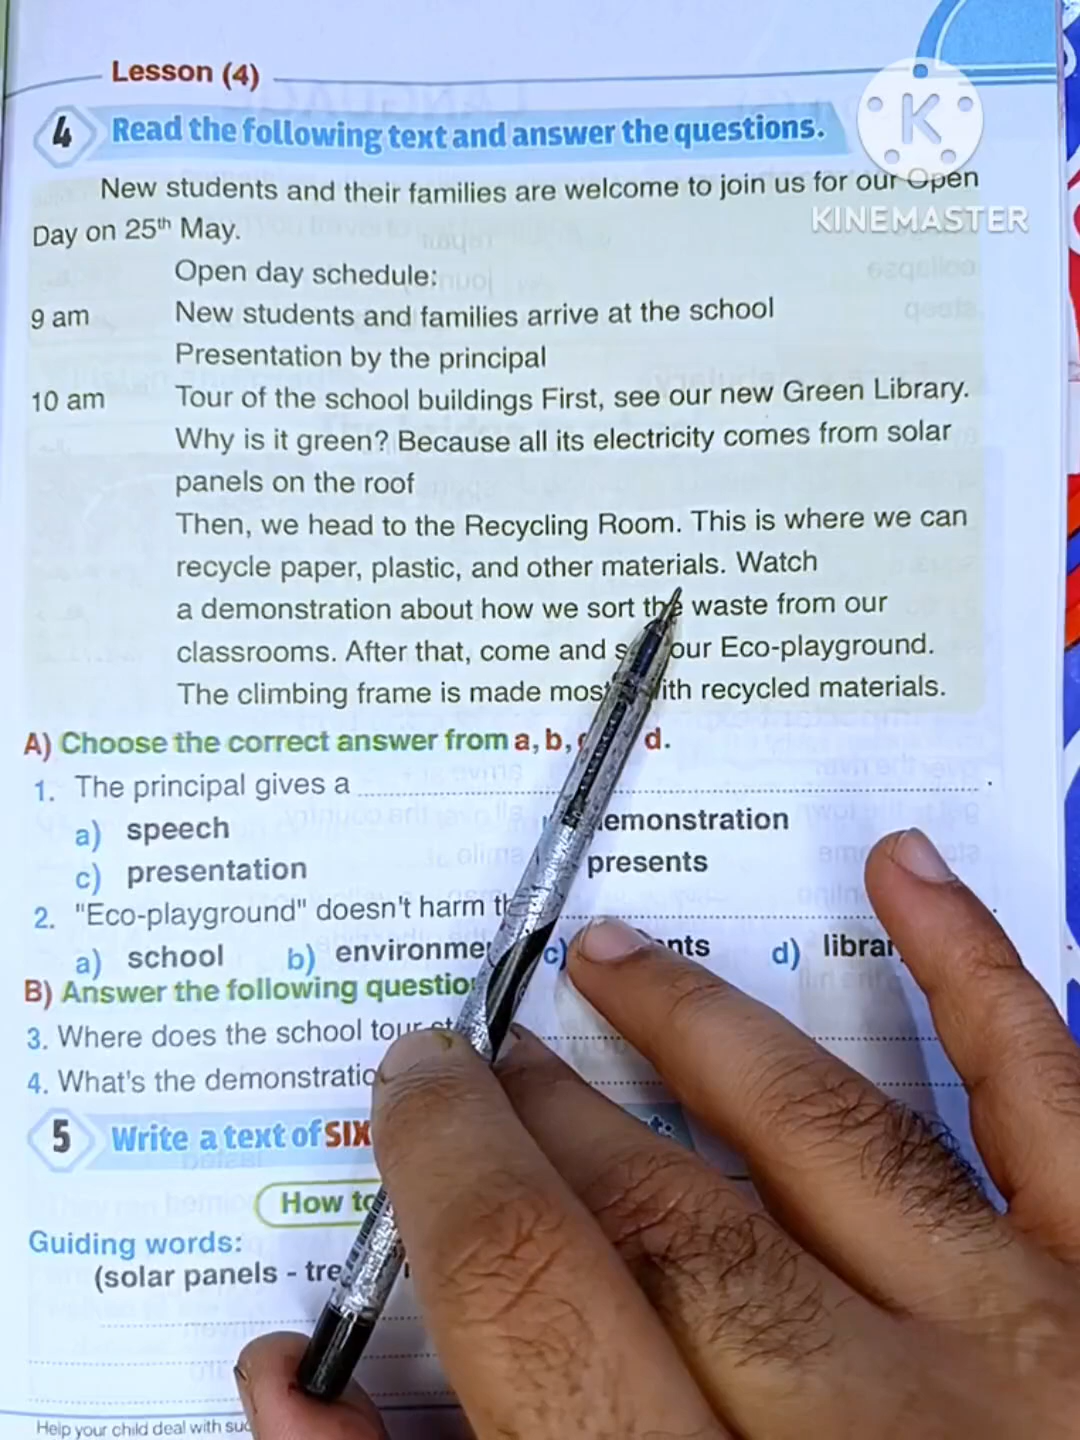 Lesson (4)
4 Read the following text and answer the questions.
New students and their families are welcome to join us for our Open
KINEMASTER
Day on 25th May.
Open day schedule:
9 am New students and families arrive at the school
Presentation by the principal
10 am Tour of the school buildings First, see our new Green Library.
Why is it green? Because all its electricity comes from solar
panels on the roof
Then, we head to the Recycling Room. This is where we can
recycle paper, plastic, and other materials. Watch
a demonstration about how we sort the waste from our
classrooms. After that, come and our Eco-playground.
The climbing frame is made recycled materials.
A) Choose the correct answer from a, b, d.
1. The principal gives a .
a) speech
c) presentation presents
2. "Eco-playground" doesn't harm .
a) school b) c) d)
B) Answer the following
3. Where does the school tour
4. What's the
5 Write a text of SIX
How to
Guiding words:
(solar panels -
Help your child deal with